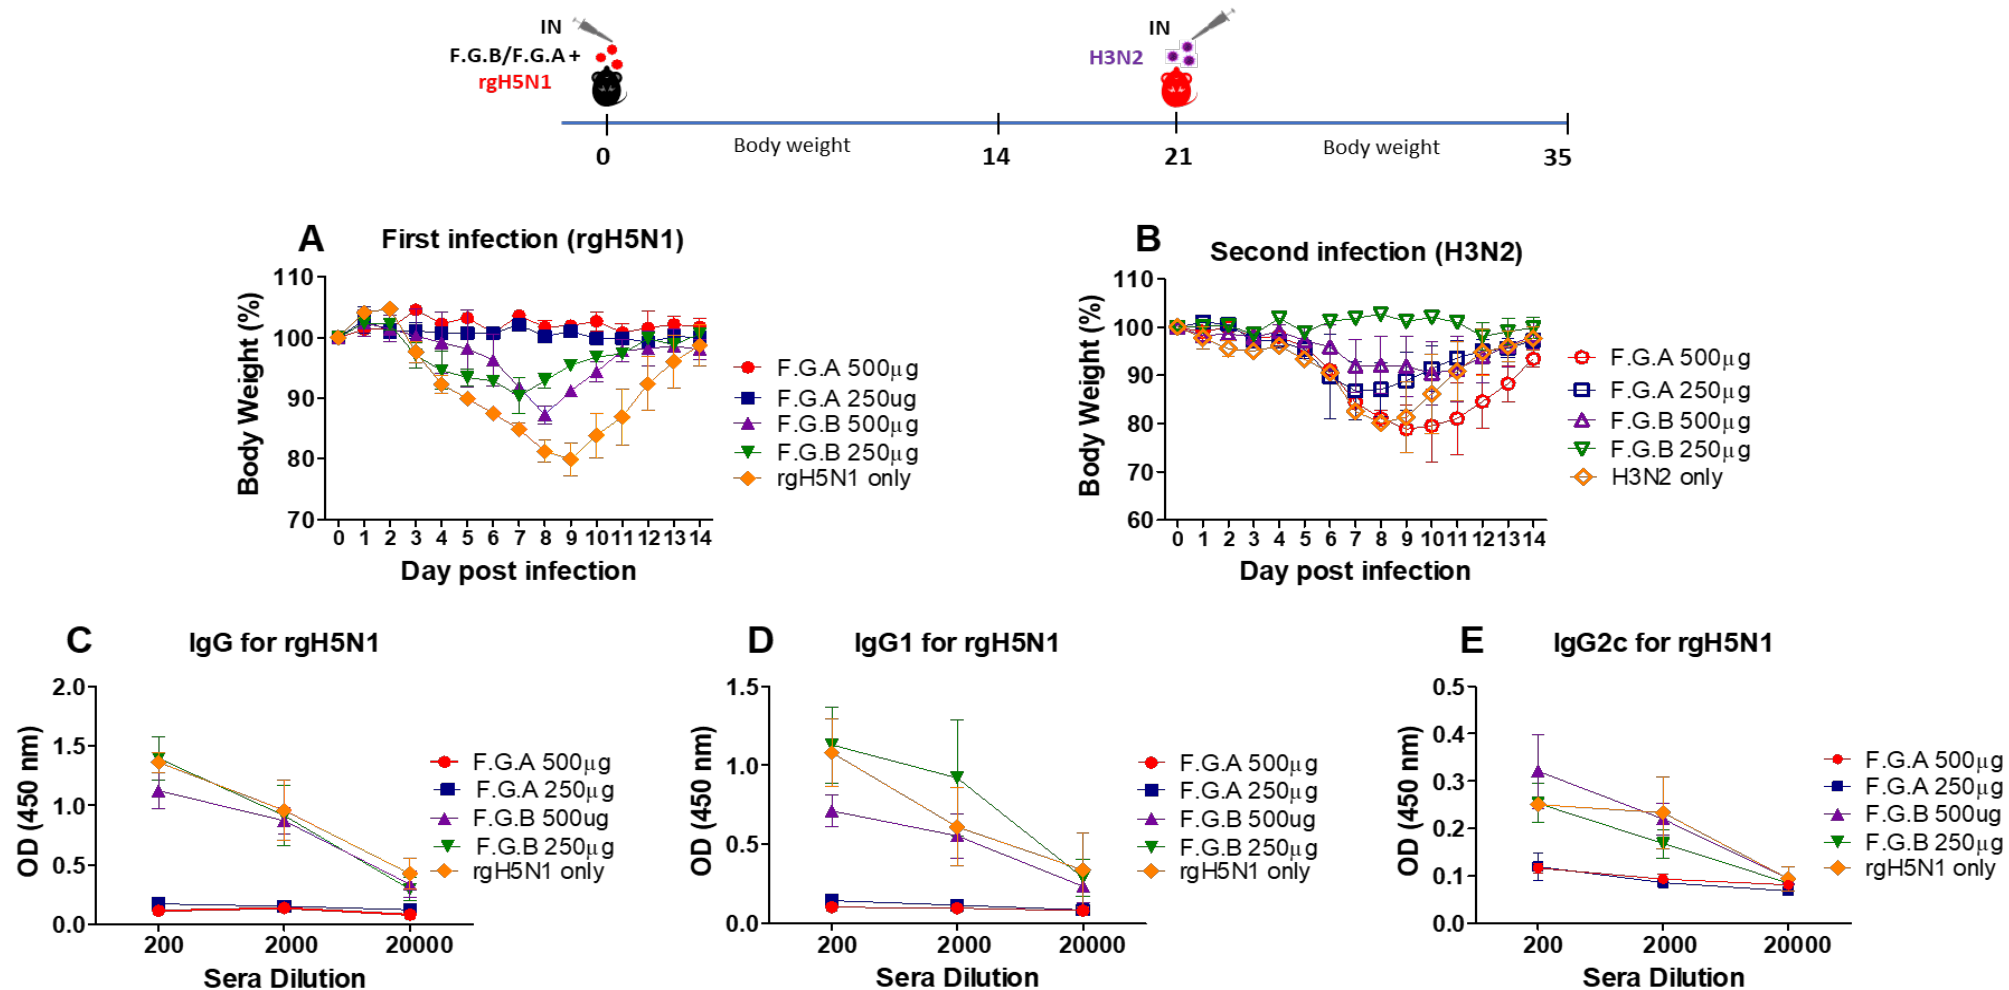 IN
F.G.B/F.G.A +
rgH5N1
IN
H3N2
Body weight
Body weight
0
14
21
35
A
First infection (rgH5N1)
Body Weight (%)
110
100
90
80
70
0 1 2 3 4 5 6 7 8 9 10 11 12 13 14
Day post infection
F.G.A 500μg
F.G.A 250ug
F.G.B 500μg
F.G.B 250μg
rgH5N1 only
B
Second infection (H3N2)
Body Weight (%)
110
100
90
80
70
60
0 1 2 3 4 5 6 7 8 9 10 11 12 13 14
Day post infection
F.G.A 500μg
F.G.A 250μg
F.G.B 500μg
F.G.B 250μg
H3N2 only
C
IgG for rgH5N1
OD (450 nm)
2.0
1.5
1.0
0.5
0.0
200 2000 20000
Sera Dilution
F.G.A 500μg
F.G.A 250μg
F.G.B 500ug
F.G.B 250μg
rgH5N1 only
D
IgG1 for rgH5N1
OD (450 nm)
1.5
1.0
0.5
0.0
200 2000 20000
Sera Dilution
F.G.A 500μg
F.G.A 250μg
F.G.B 500ug
F.G.B 250μg
rgH5N1 only
E
IgG2c for rgH5N1
OD (450 nm)
0.5
0.4
0.3
0.2
0.1
0.0
200 2000 20000
Sera Dilution
F.G.A 500μg
F.G.A 250μg
F.G.B 500ug
F.G.B 250μg
rgH5N1 only